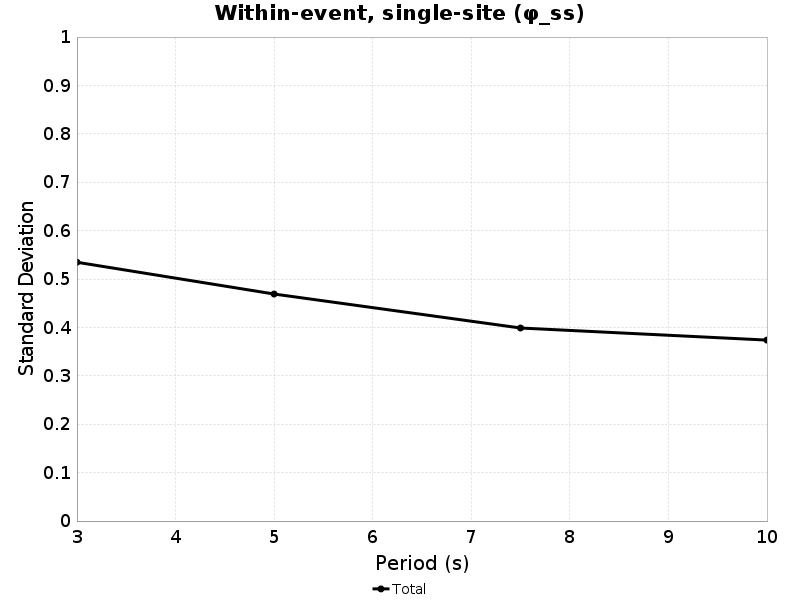 Within-event, single-site (φ_ss)
1
0.9
0.8
0.7
0.6
0.5
0.4
0.3
0.2
0.1
0
Standard Deviation
3 4 5 6 7 8 9 10
Period (s)
Total